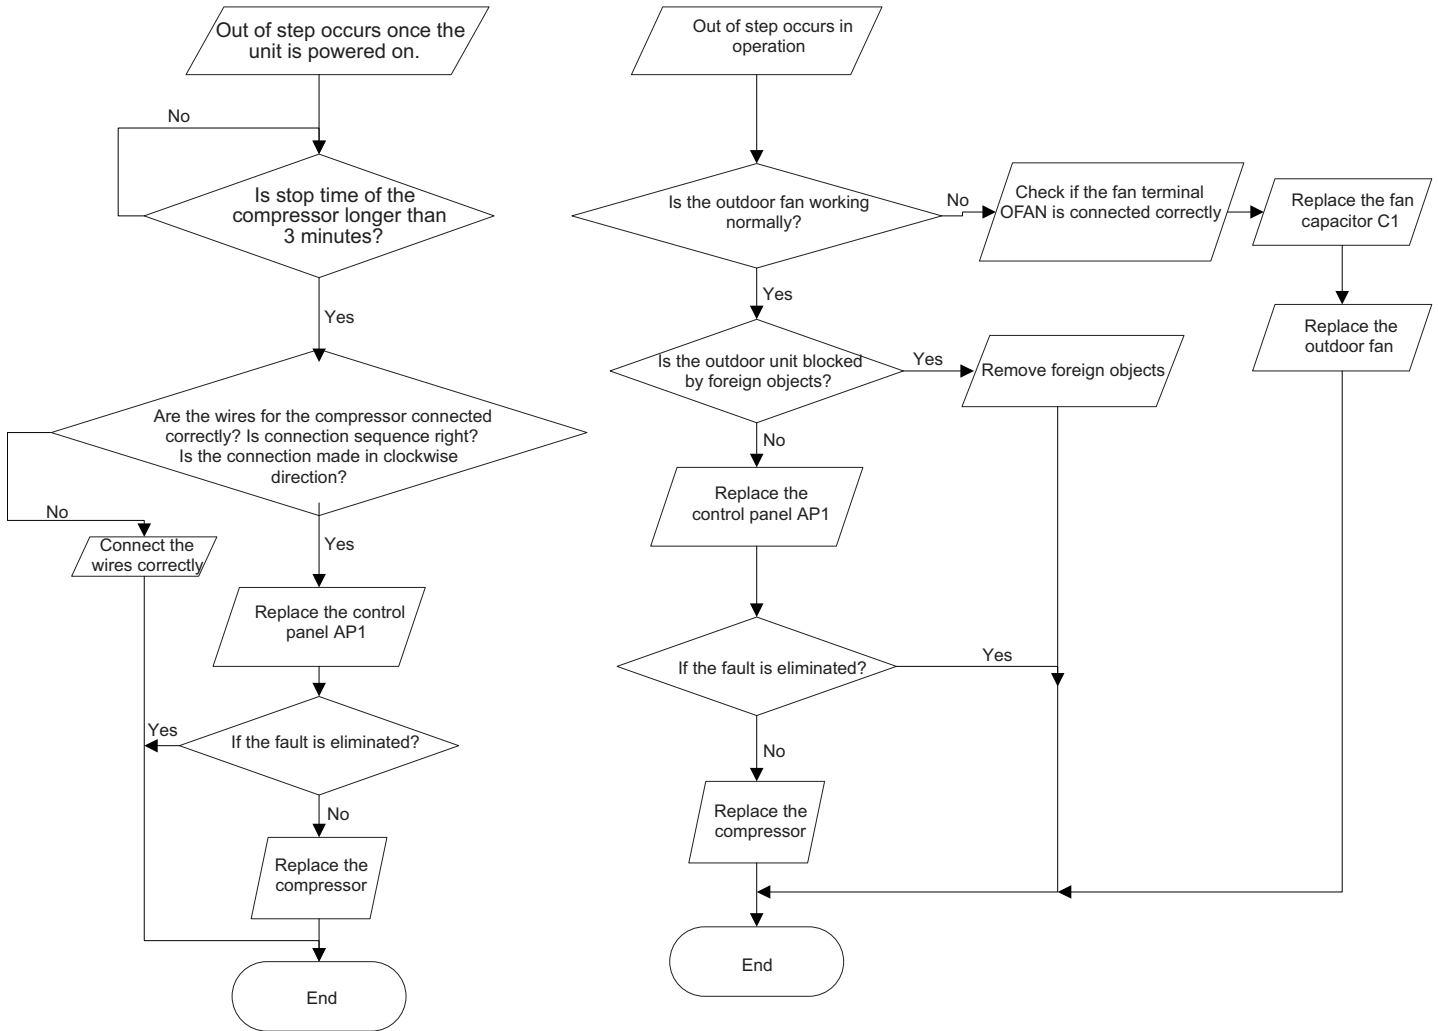 Out of step occurs once the
unit is powered on.
No
Is stop time of the
compressor longer than
3 minutes?
Yes
Are the wires for the compressor connected
correctly? Is connection sequence right?
Is the connection made in clockwise
direction?
No
Connect the
wires correctly
Yes
Replace the control
panel AP1
Yes
If the fault is eliminated?
No
Replace the
compressor
End
Out of step occurs in
operation
Is the outdoor fan working
normally?
No
Check if the fan terminal
OFAN is connected correctly
Replace the fan
capacitor C1
Replace the
outdoor fan
Yes
Is the outdoor unit blocked
by foreign objects?
Yes
Remove foreign objects
No
Replace the
control panel AP1
If the fault is eliminated?
Yes
No
Replace the
compressor
End